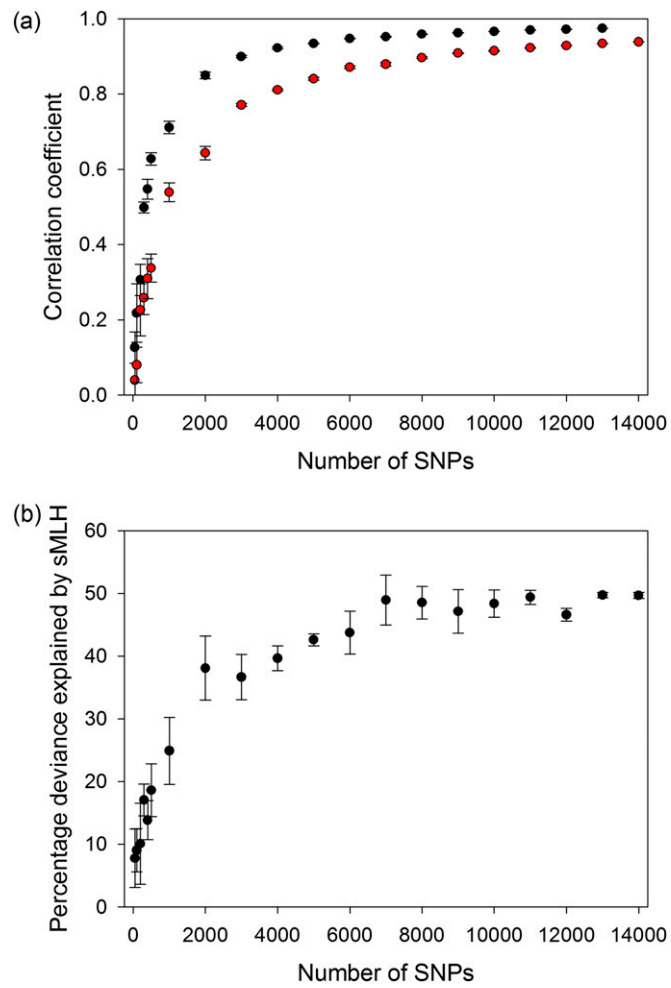 (a)
1.0
0.8
0.6
0.4
0.2
0.0
Correlation coefficient
0 2000 4000 6000 8000 10000 12000 14000
Number of SNPs
(b)
60
50
40
30
20
10
0
Percentage deviance explained by sMLH
0 2000 4000 6000 8000 10000 12000 14000
Number of SNPs